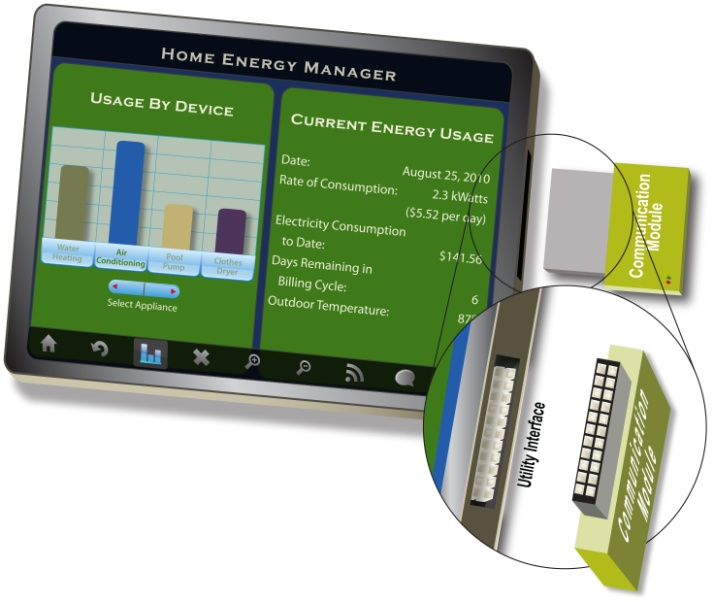 HOME ENERGY MANAGER
USAGE BY DEVICE
Water
Heating
Air
Conditioning
Pool
Pump
Clothes
Dryer
Select Appliance
CURRENT ENERGY USAGE
Date: August 25, 2010
Rate of Consumption: 2.3 kWatts
($5.52 per day)
Electricity Consumption
to Date: $141.56
Days Remaining in
Billing Cycle: 6
Outdoor Temperature: 87
Communication
Module
Utility Interface
Communication
Module